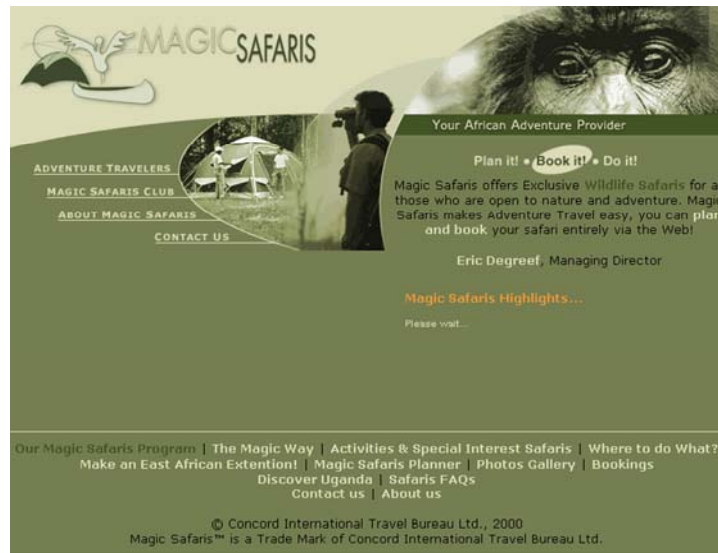 MAGIC SAFARIS
Your African Adventure Provider
ADVENTURE TRAVELERS
MAGIC SAFARIS CLUB
ABOUT MAGIC SAFARIS
CONTACT US
Plan it! • Book it! • Do it!
Magic Safaris offers Exclusive Wildlife Safaris for a
those who are open to nature and adventure. Magi
Safaris makes Adventure Travel easy, you can plan
and book your safari entirely via the Web!
Eric Degreef, Managing Director
Magic Safaris Highlights...
Please wait...
Our Magic Safaris Program | The Magic Way | Activities & Special Interest Safaris | Where to do What?
Make an East African Extention! | Magic Safaris Planner | Photos Gallery | Bookings
Discover Uganda | Safaris FAQs
Contact us | About us
© Concord International Travel Bureau Ltd., 2000
Magic Safaris™ is a Trade Mark of Concord International Travel Bureau Ltd.